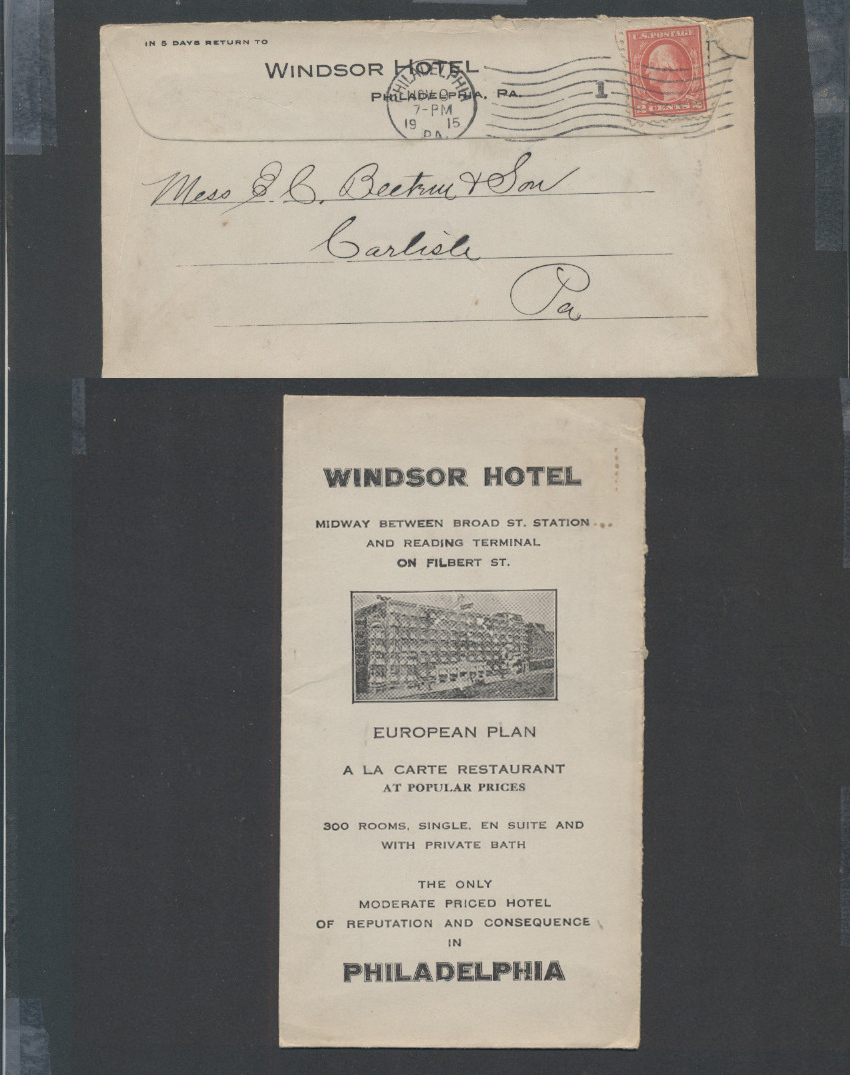 IN 5 DAYS RETURN TO
WINDSOR HOTEL
PHILADELPHIA, PA.
PHILADELPHIA
7-PM
19 15
PA.
1
U.S. POSTAGE
2 CENTS 2
Mess E. C. & Son
Carlisle
Pa
WINDSOR HOTEL
MIDWAY BETWEEN BROAD ST. STATION
AND READING TERMINAL
ON FILBERT ST.
EUROPEAN PLAN
A LA CARTE RESTAURANT
AT POPULAR PRICES
300 ROOMS, SINGLE, EN SUITE AND
WITH PRIVATE BATH
THE ONLY
MODERATE PRICED HOTEL
OF REPUTATION AND CONSEQUENCE
IN
PHILADELPHIA